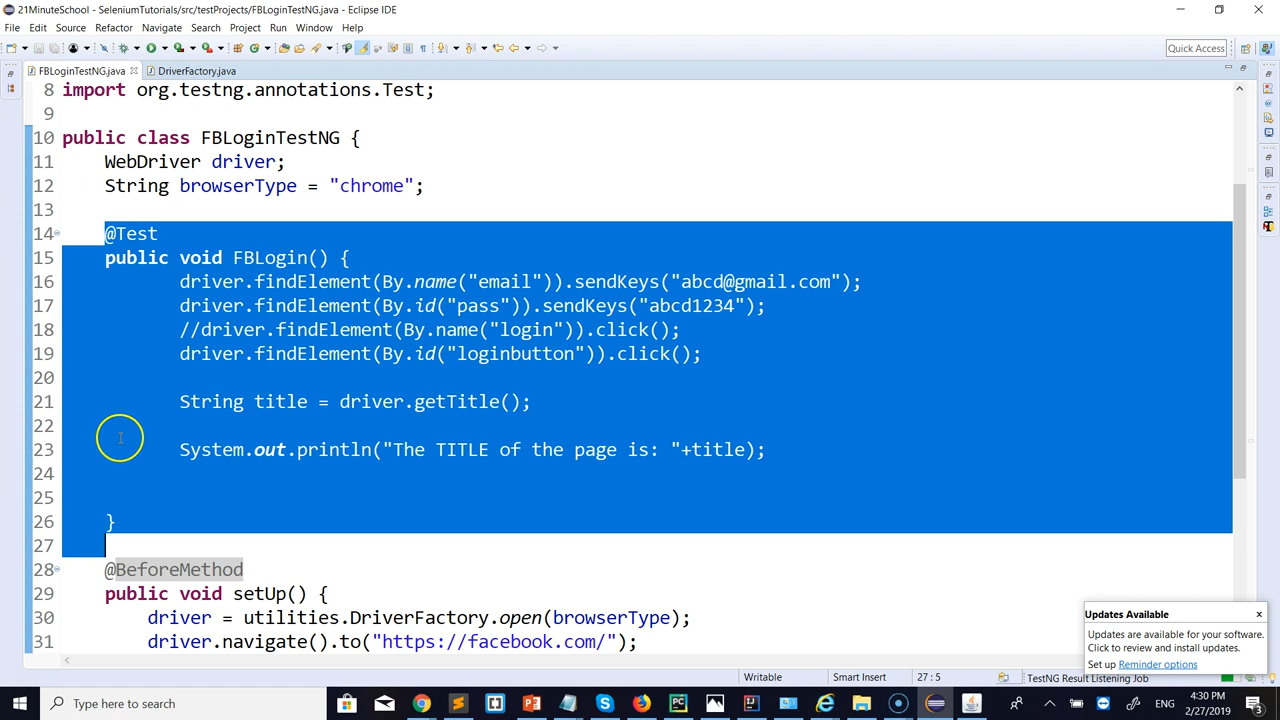 21MinuteSchool - SeleniumTutorials/src/testProjects/FBLoginTestNG.java - Eclipse IDE
File Edit Source Refactor Navigate Search Project Run Window Help
Quick Access
FBLoginTestNG.java DriverFactory.java
8 import org.testng.annotations.Test;
9
10 public class FBLoginTestNG {
11 WebDriver driver;
12 String browserType = "chrome";
13
14 @Test
15 public void FBLogin() {
16 driver.findElement(By.name("email")).sendKeys("abcd@gmail.com");
17 driver.findElement(By.id("pass")).sendKeys("abcd1234");
18 //driver.findElement(By.name("login")).click();
19 driver.findElement(By.id("loginbutton")).click();
20
21 String title = driver.getTitle();
22
23 System.out.println("The TITLE of the page is: "+title);
24
25
26 }
27
28 @BeforeMethod
29 public void setUp() {
30 driver = utilities.DriverFactory.open(browserType);
31 driver.navigate().to("https://facebook.com/");
Updates Available
Updates are available for your software.
Click to review and install updates.
Set up Reminder options
Writable Smart Insert 27 : 5 TestNG Result Listening Job
Type here to search
ENG
4:30 PM
2/27/2019
3